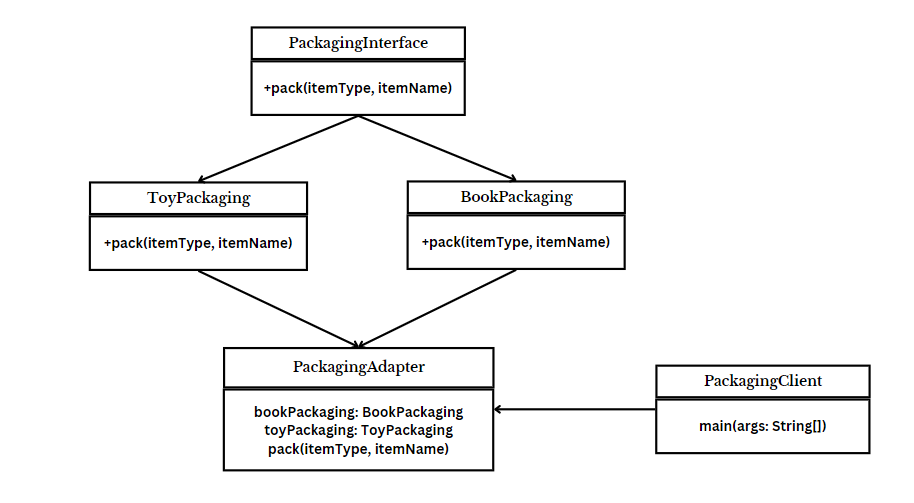 PackagingInterface
+pack(itemType, itemName)
ToyPackaging
+pack(itemType, itemName)
BookPackaging
+pack(itemType, itemName)
PackagingAdapter
bookPackaging: BookPackaging
toyPackaging: ToyPackaging
pack(itemType, itemName)
PackagingClient
main(args: String[])